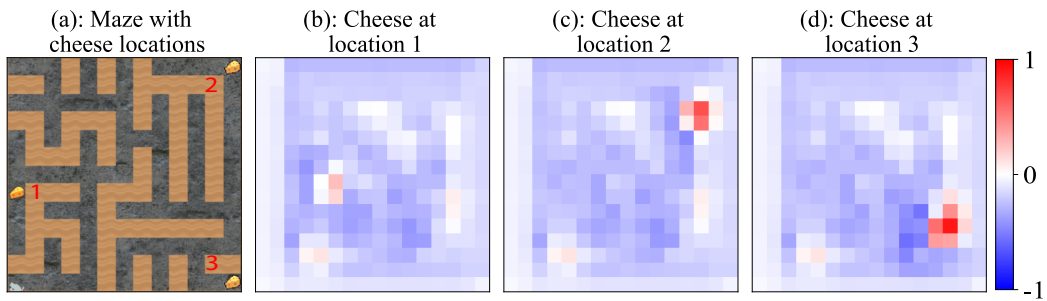 (a): Maze with
cheese locations
(b): Cheese at
location 1
(c): Cheese at
location 2
(d): Cheese at
location 3
2
1
3
1
0
-1